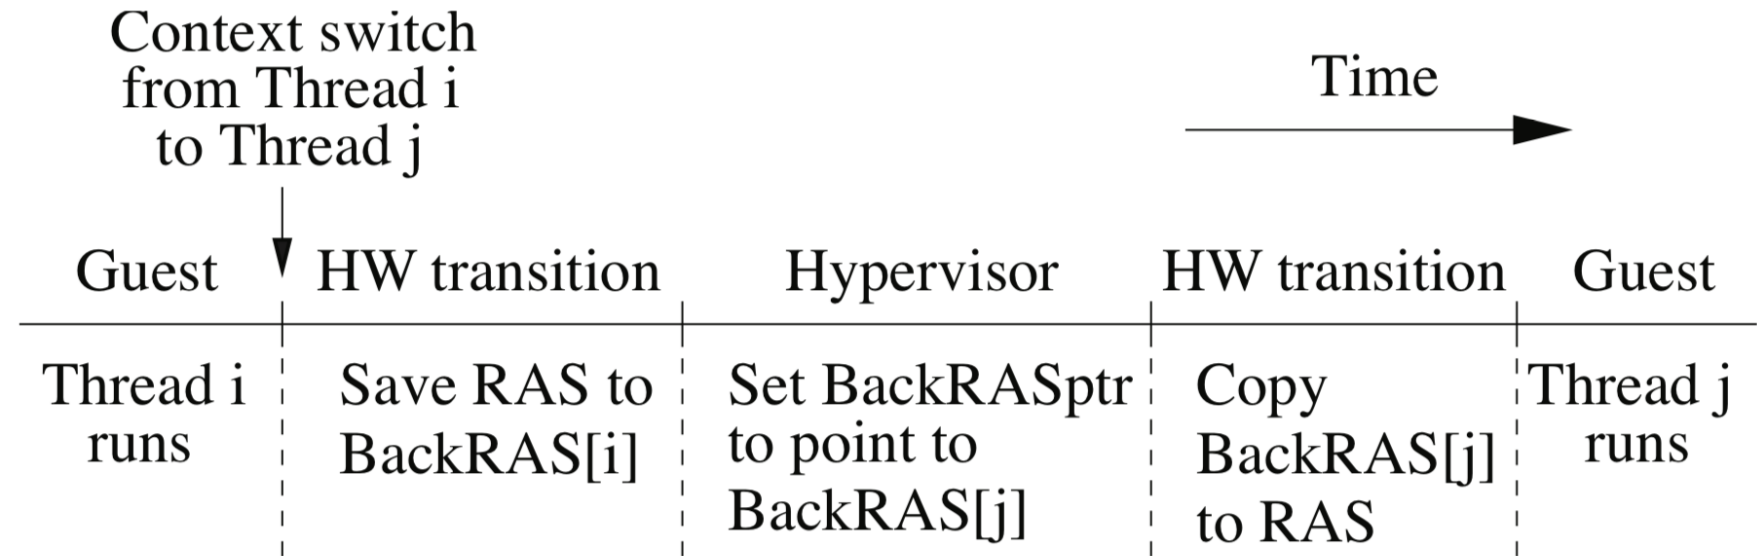 Context switch
from Thread i
to Thread j
Time
Guest
HW transition
Hypervisor
HW transition
Guest
Thread i
runs
Save RAS to
BackRAS[i]
Set BackRASptr
to point to
BackRAS[j]
Copy
BackRAS[j]
to RAS
Thread j
runs